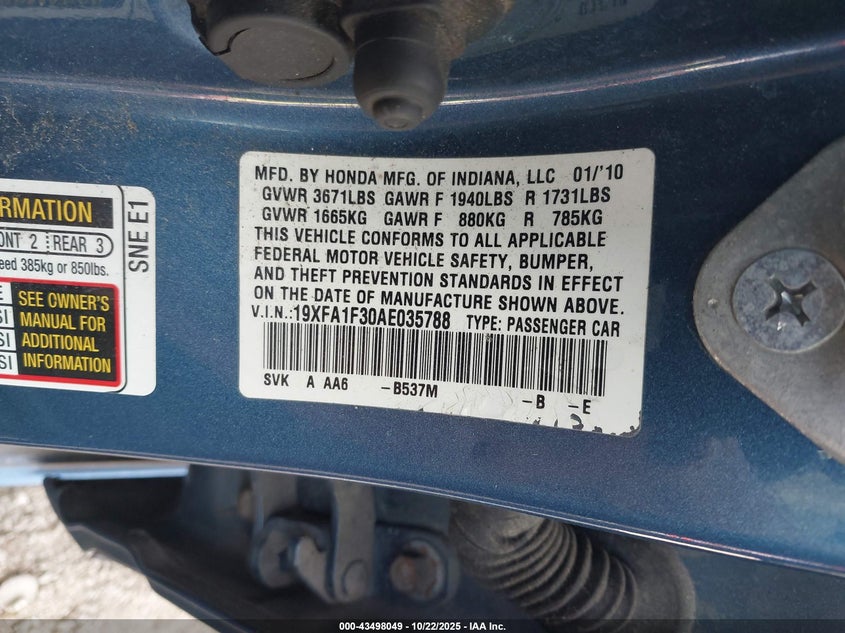 MFD. BY HONDA MFG. OF INDIANA, LLC 01/'10
GVWR 3671LBS GAWR F 1940LBS R 1731LBS
GVWR 1665KG GAWR F 880KG R 785KG
THIS VEHICLE CONFORMS TO ALL APPLICABLE
FEDERAL MOTOR VEHICLE SAFETY, BUMPER,
AND THEFT PREVENTION STANDARDS IN EFFECT
ON THE DATE OF MANUFACTURE SHOWN ABOVE.
V.I.N.:19XFA1F30AE035788 TYPE: PASSENGER CAR
SVK A AA6 -B537M -B -E
RMATION
ONT 2 REAR 3
eed 385kg or 850lbs.
SEE OWNER'S
MANUAL FOR
ADDITIONAL
INFORMATION
E
SI
SI
SI
SNE E1
000-43498049 - 10/22/2025 - IAA Inc.